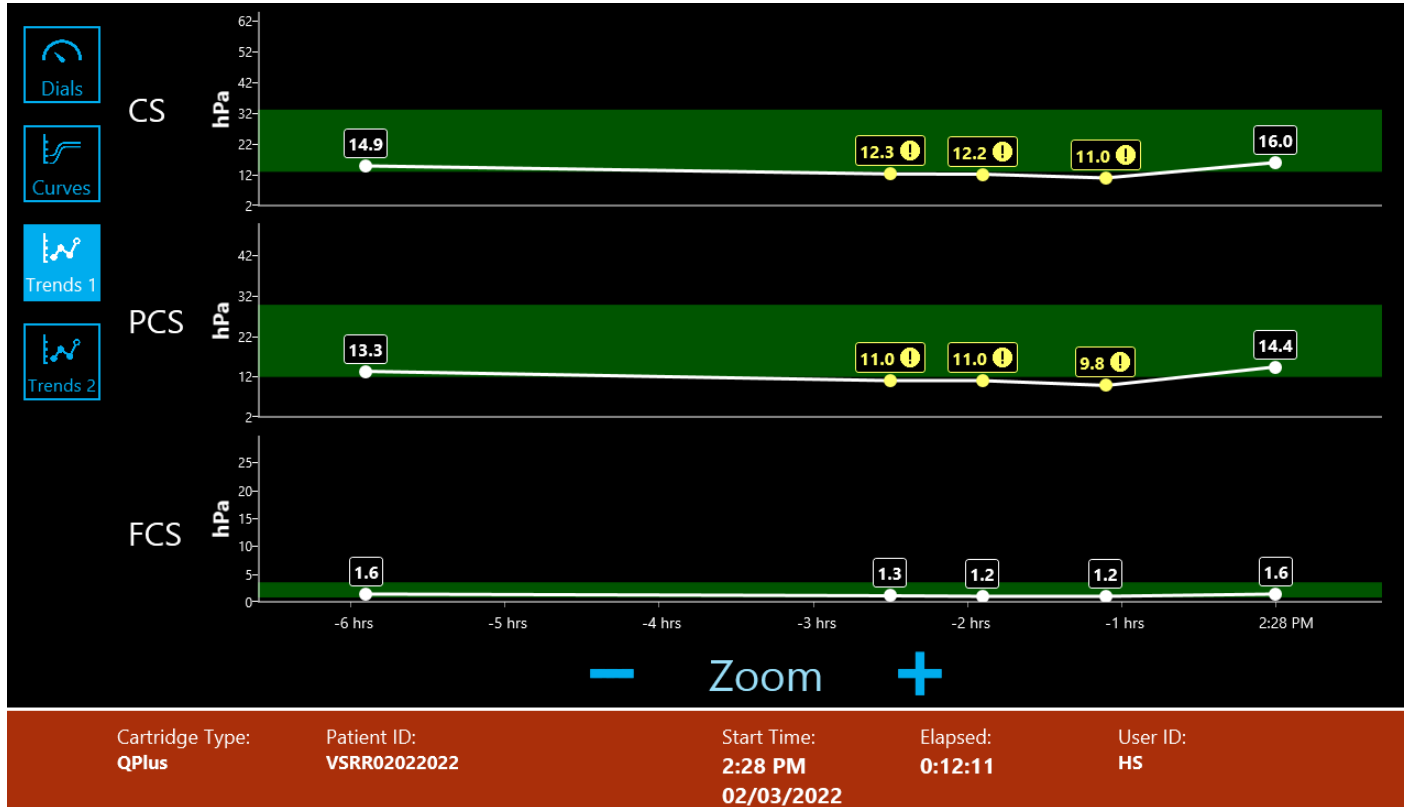 Dials
Curves
Trends 1
Trends 2
CS
hPa
62
52
42
32
22
12
2
14.9
12.3 !
12.2 !
11.0 !
16.0
PCS
hPa
42
32
22
12
2
13.3
11.0 !
11.0 !
9.8 !
14.4
FCS
hPa
25
20
15
10
5
0
1.6
1.3
1.2
1.2
1.6
-6 hrs -5 hrs -4 hrs -3 hrs -2 hrs -1 hrs 2:28 PM
− Zoom +
Cartridge Type:
QPlus
Patient ID:
VSRR02022022
Start Time:
2:28 PM
02/03/2022
Elapsed:
0:12:11
User ID:
HS